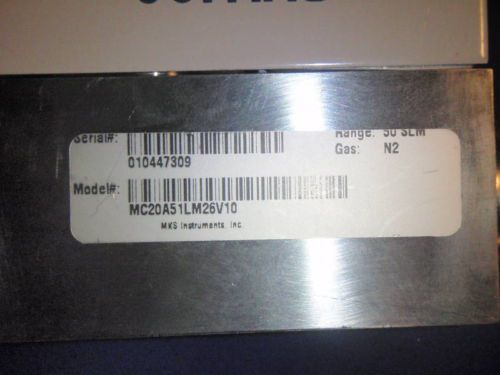 Serial#: Range: 50 SLM
010447309 Gas: N2
Model#:
MC20A51LM26V10
MKS Instruments, Inc.